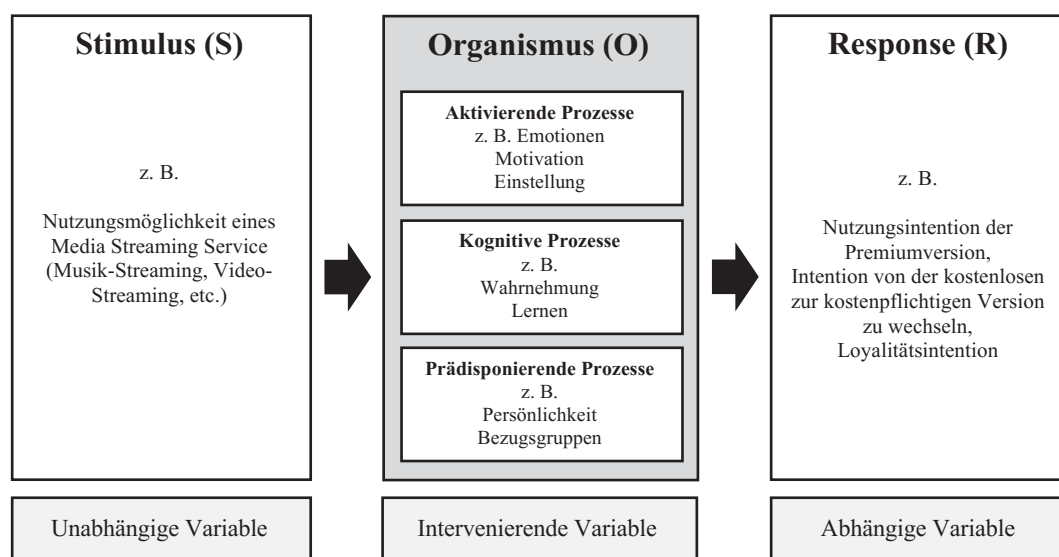 Stimulus (S)
z. B.
Nutzungsmöglichkeit eines
Media Streaming Service
(Musik-Streaming, Video-
Streaming, etc.)
Unabhängige Variable
Organismus (O)
Aktivierende Prozesse
z. B. Emotionen
Motivation
Einstellung
Kognitive Prozesse
z. B.
Wahrnehmung
Lernen
Prädisponierende Prozesse
z. B.
Persönlichkeit
Bezugsgruppen
Intervenierende Variable
Response (R)
z. B.
Nutzungsintention der
Premiumversion,
Intention von der kostenlosen
zur kostenpflichtigen Version
zu wechseln,
Loyalitätsintention
Abhängige Variable